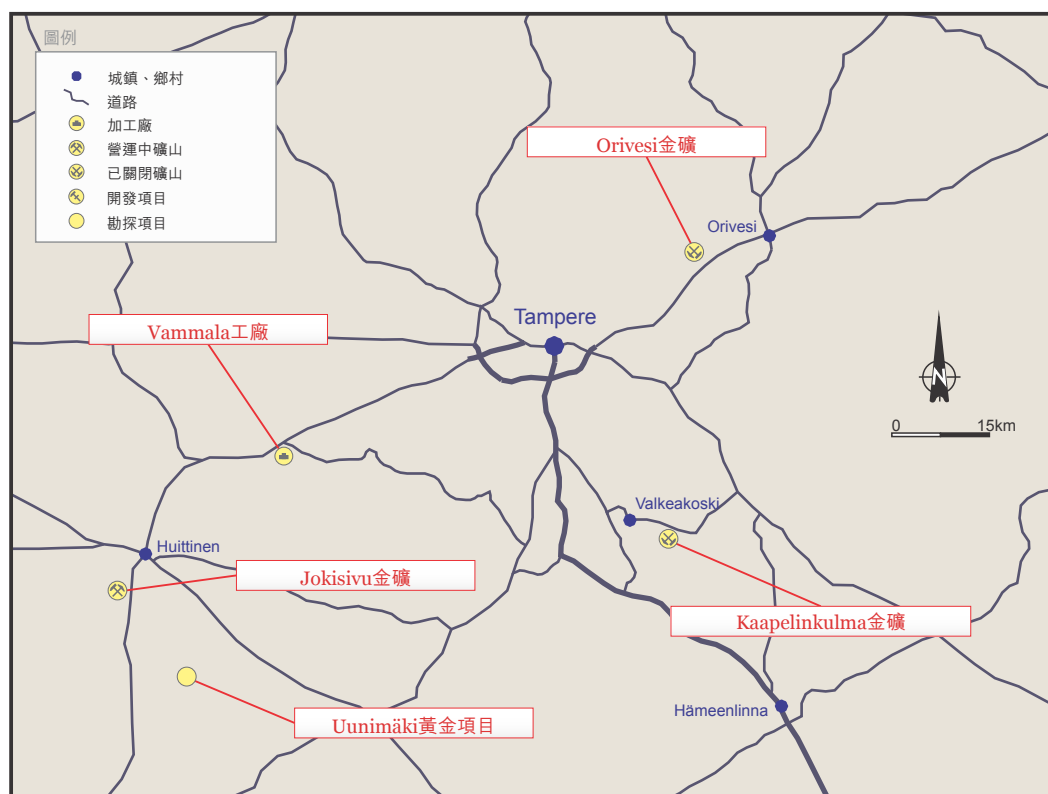 圖例
城鎮、鄉村
道路
加工廠
營運中礦山
已關閉礦山
開發項目
勘探項目
Orivesi金礦
Orivesi
Vammala工廠
Tampere
N
0 15km
Valkeakoski
Huittinen
Jokisivu金礦
Kaapelinkulma金礦
Hämeenlinna
Uunimäki黃金項目